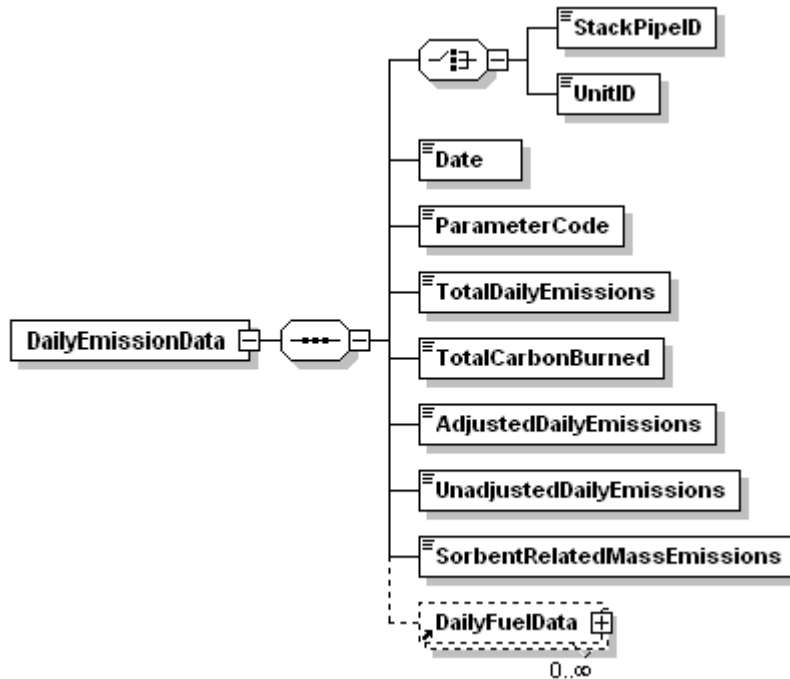 StackPipeID
UnitID
Date
ParameterCode
TotalDailyEmissions
DailyEmissionData
TotalCarbonBurned
AdjustedDailyEmissions
UnadjustedDailyEmissions
SorbentRelatedMassEmissions
DailyFuelData
0..∞